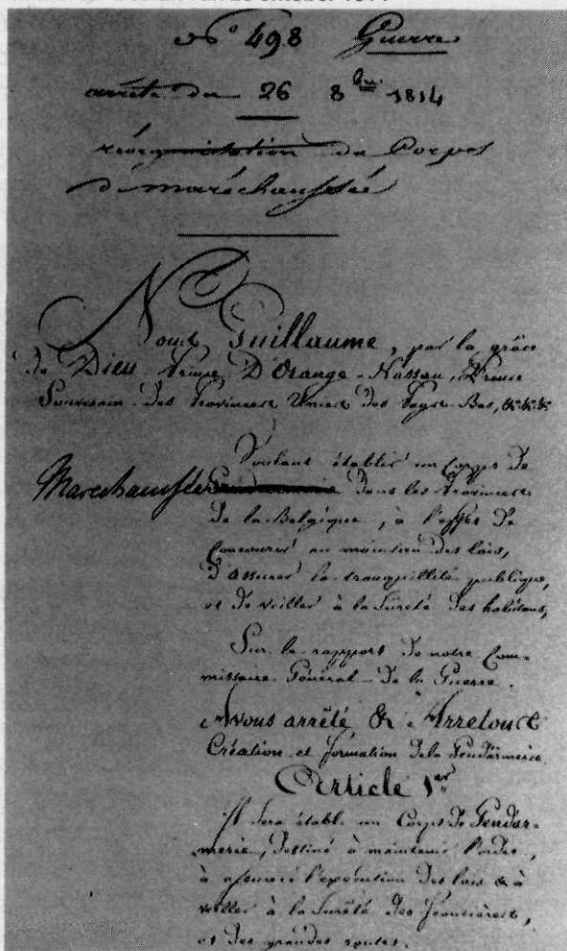 N° 498 Guerre
arrêté du 26 8bre 1814
réorganisation du Corps
de maréchaussée
Nous Guillaume, par la grâce
de Dieu Prince D'Orange-Nassau, Prince
Souverain des Provinces Unies des Pays-Bas, &c. &c. &c.
Voulant établir un Corps de
Marechaussée Gendarmerie dans les Provinces
de la Belgique, à l'effet de
Concourir au maintien des lois,
d'assurer la tranquillité publique,
et de veiller à la Sûreté des habitans,
Sur le rapport de notre Com-
missaire Général de la Guerre.
Avons arrêté & Arretons
Création et formation de la Gendarmerie
Article 1er
Il sera établi un Corps de Gendar-
merie, destiné à maintenir l'ordre,
à assurer l'exécution des lois & à
veiller à la Sûreté des frontières,
et des grandes routes.